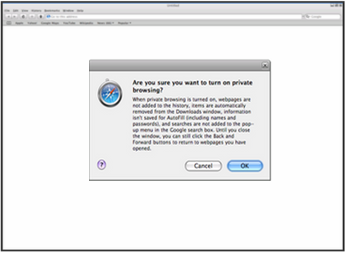 Are you sure you want to turn on private
browsing?
When private browsing is turned on, webpages are
not added to the history, items are automatically
removed from the Downloads window, information
isn't saved for AutoFill (including names and
passwords), and searches are not added to the pop-
up menu in the Google search box. Until you close
the window, you can still click the Back and
Forward buttons to return to webpages you have
opened.
?
Cancel
OK